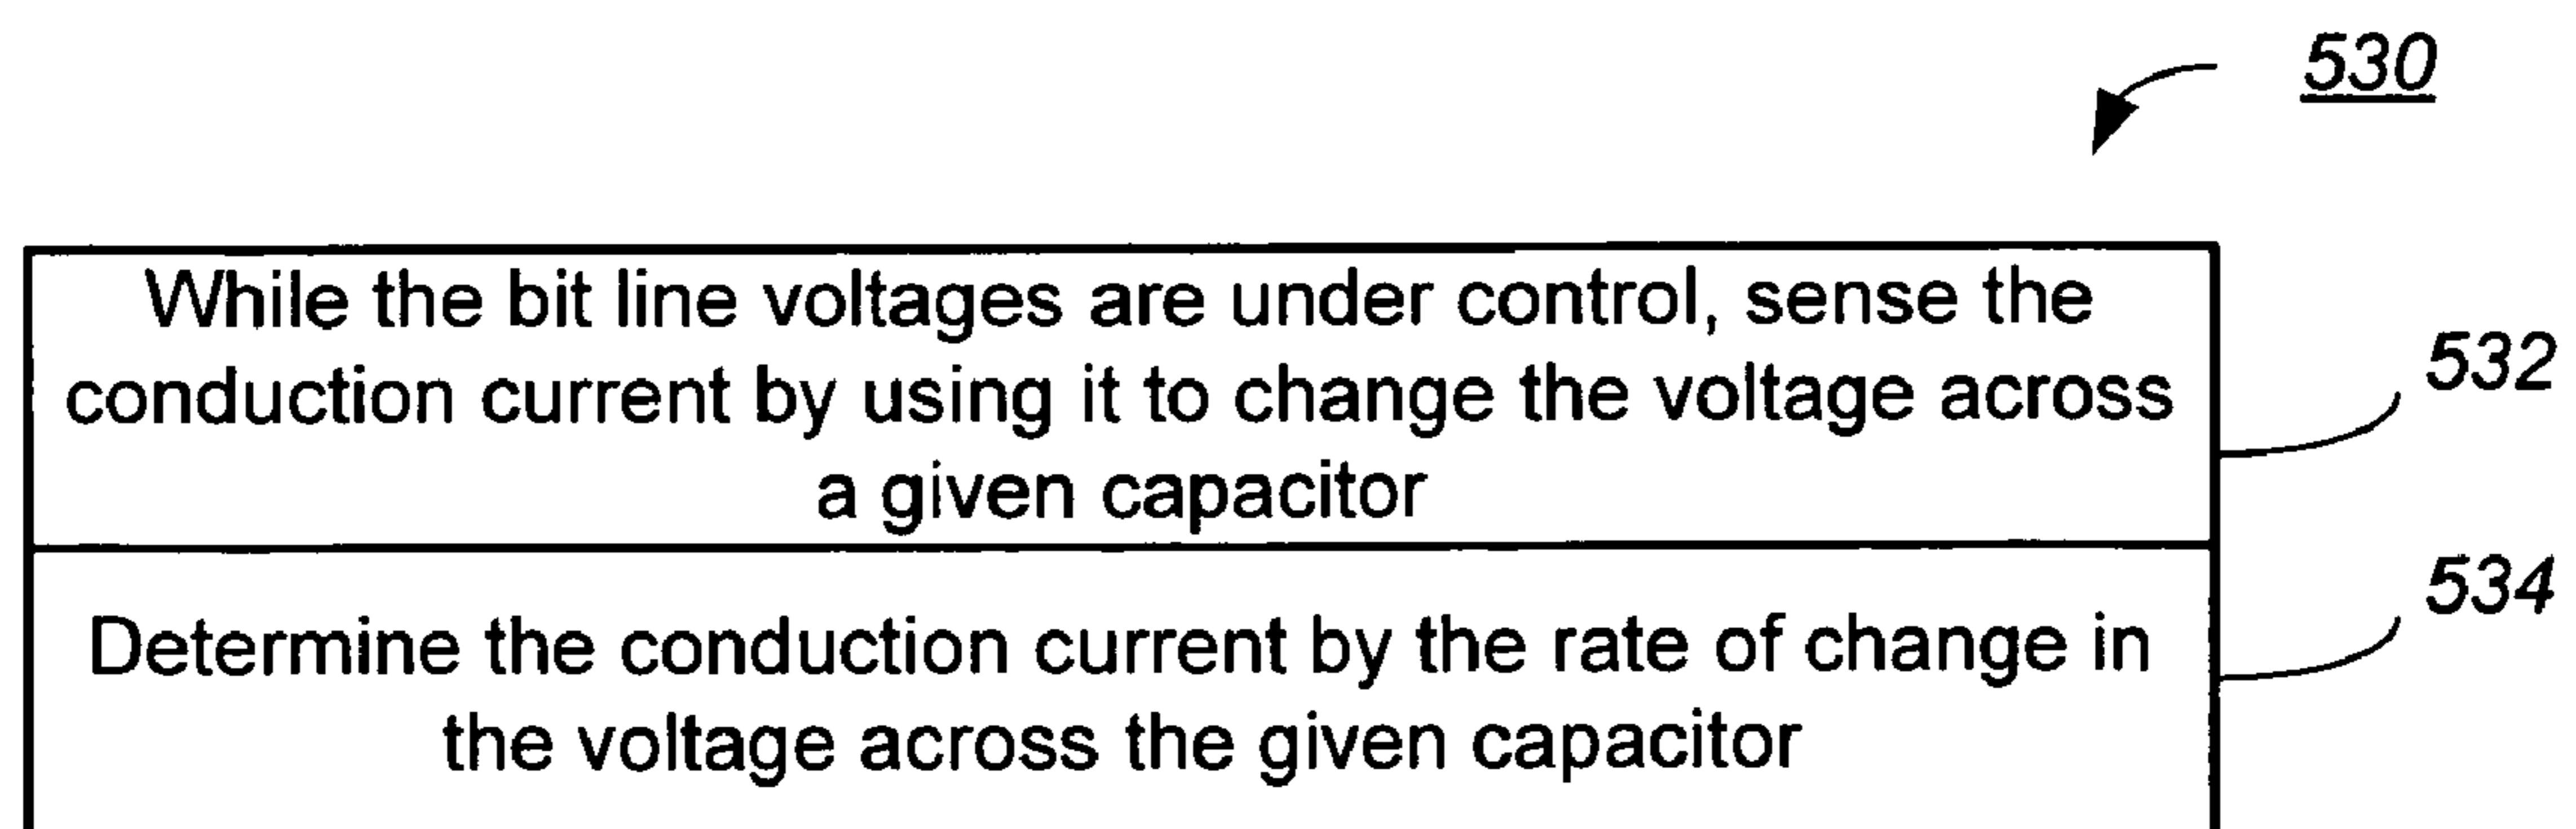 530
While the bit line voltages are under control, sense the
conduction current by using it to change the voltage across
a given capacitor
532
Determine the conduction current by the rate of change in
the voltage across the given capacitor
534